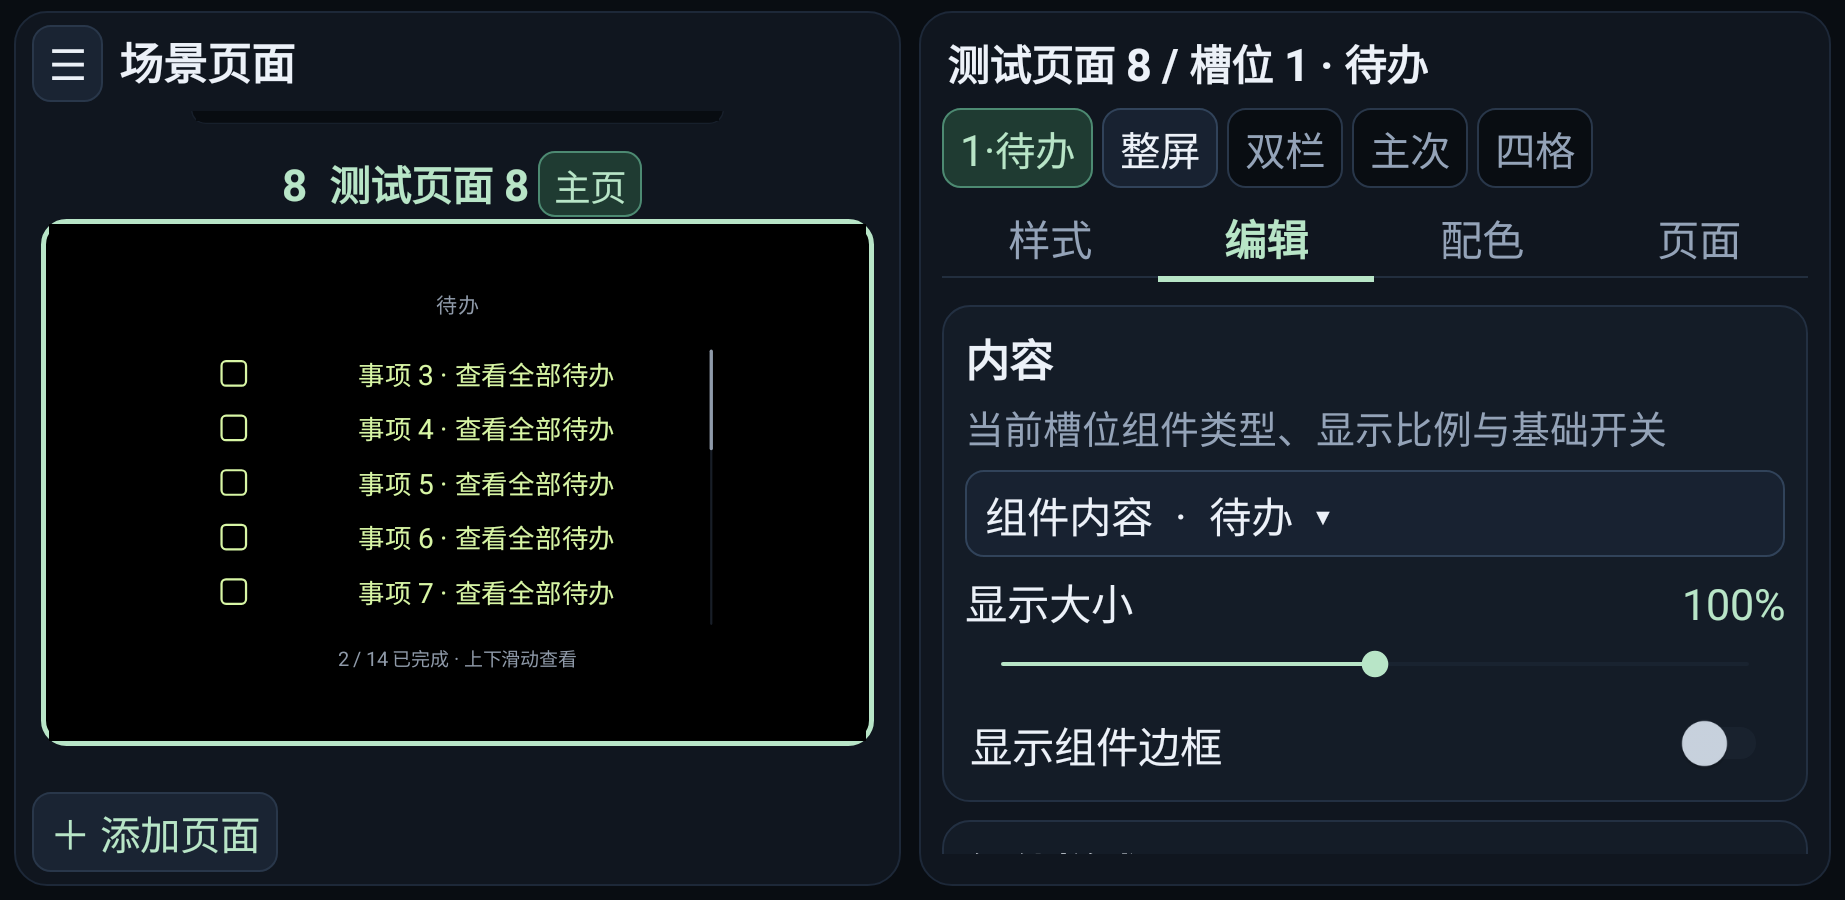 场景页面
8 测试页面 8 主页
待办
事项 3 · 查看全部待办
事项 4 · 查看全部待办
事项 5 · 查看全部待办
事项 6 · 查看全部待办
事项 7 · 查看全部待办
2 / 14 已完成 · 上下滑动查看
＋ 添加页面
测试页面 8 / 槽位 1 · 待办
1·待办 整屏 双栏 主次 四格
样式 编辑 配色 页面
内容
当前槽位组件类型、显示比例与基础开关
组件内容 · 待办 ▾
显示大小 100%
显示组件边框